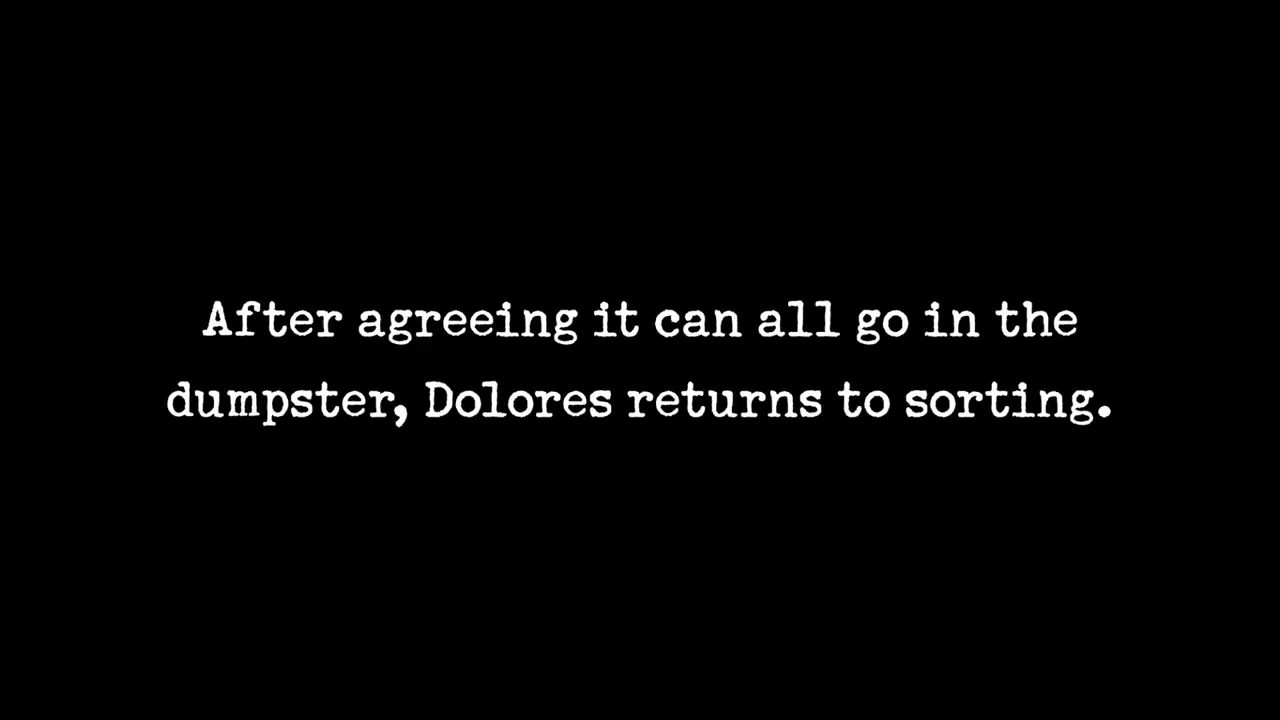 After agreeing it can all go in the
dumpster, Dolores returns to sorting.